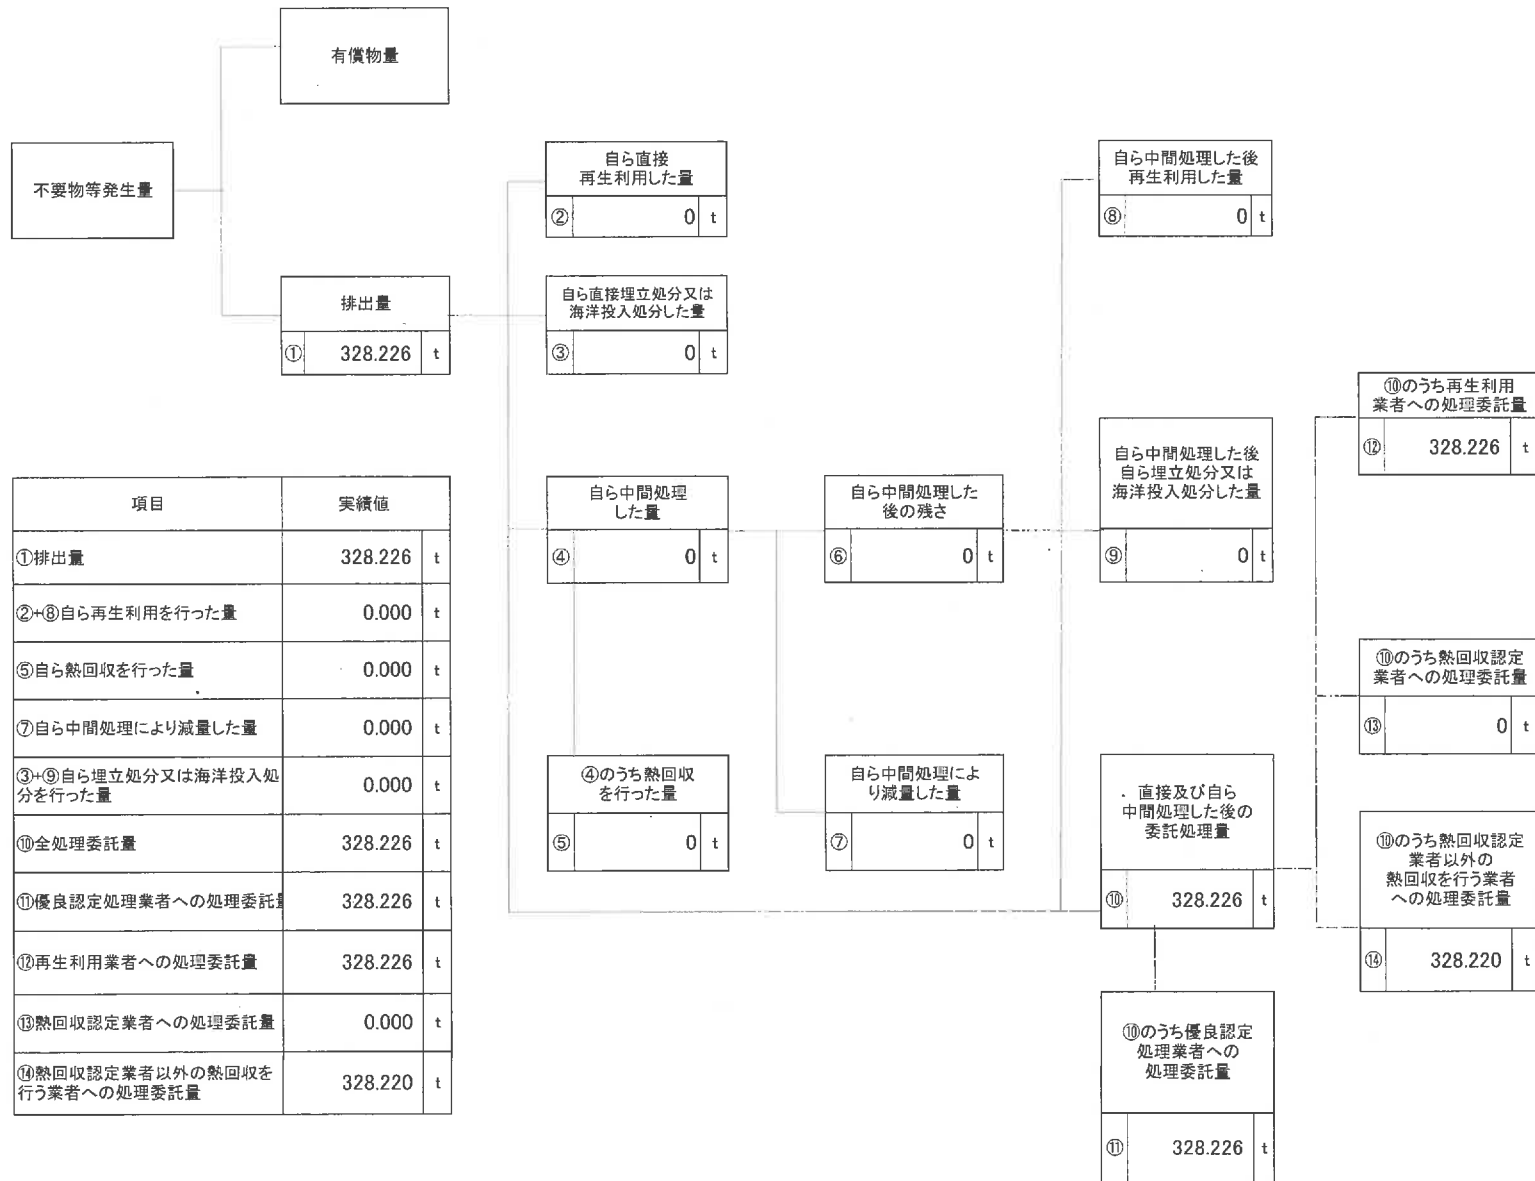 有償物量
不要物等発生量
排出量
① 328.226 t
自ら直接
再生利用した量
② 0 t
自ら直接埋立処分又は
海洋投入処分した量
③ 0 t
自ら中間処理
した量
④ 0 t
④のうち熱回収
を行った量
⑤ 0 t
自ら中間処理した
後の残さ
⑥ 0 t
自ら中間処理によ
り減量した量
⑦ 0 t
自ら中間処理した後
再生利用した量
⑧ 0 t
自ら中間処理した後
自ら埋立処分又は
海洋投入処分した量
⑨ 0 t
直接及び自ら
中間処理した後の
委託処理量
⑩ 328.226 t
⑩のうち優良認定
処理業者への
処理委託量
⑪ 328.226 t
⑩のうち再生利用
業者への処理委託量
⑫ 328.226 t
⑩のうち熱回収認定
業者への処理委託量
⑬ 0 t
⑩のうち熱回収認定
業者以外の
熱回収を行う業者
への処理委託量
⑭ 328.220 t
項目 実績値
①排出量 328.226 t
②+⑧自ら再生利用を行った量 0.000 t
⑤自ら熱回収を行った量 0.000 t
⑦自ら中間処理により減量した量 0.000 t
③+⑨自ら埋立処分又は海洋投入処
分を行った量 0.000 t
⑩全処理委託量 328.226 t
⑪優良認定処理業者への処理委託量 328.226 t
⑫再生利用業者への処理委託量 328.226 t
⑬熱回収認定業者への処理委託量 0.000 t
⑭熱回収認定業者以外の熱回収を
行う業者への処理委託量 328.220 t